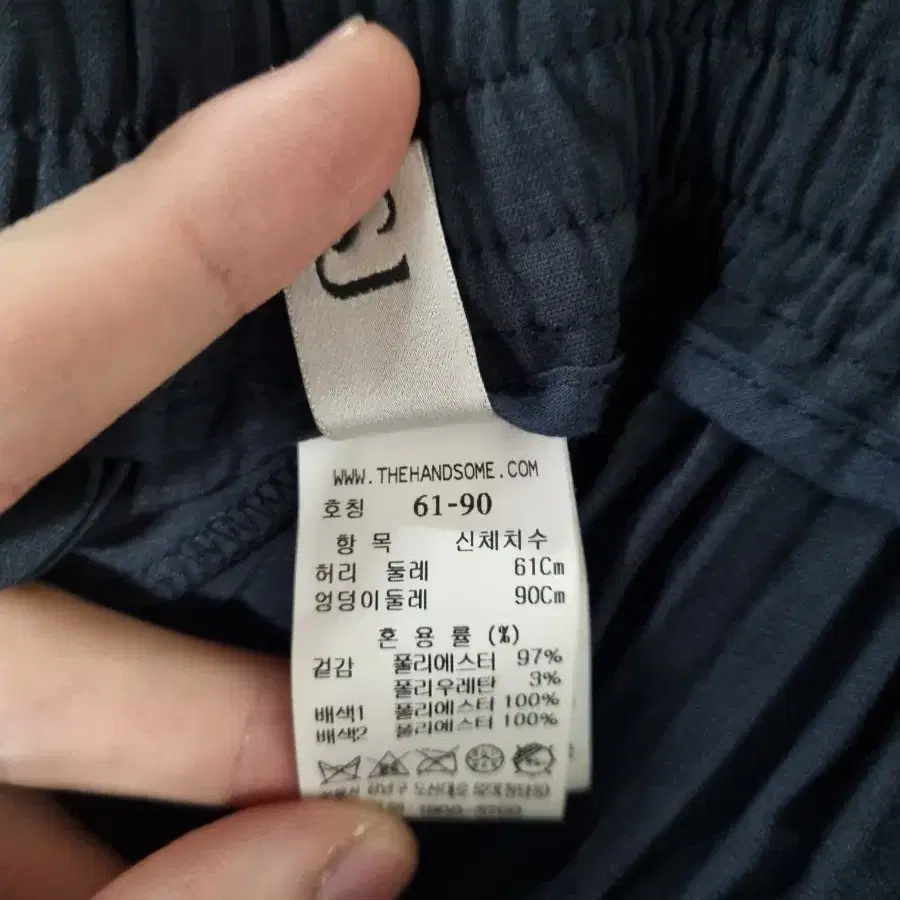 SJ
WWW.THEHANDSOME.COM
호칭 61-90
항 목 신체치수
허리 둘레 61Cm
엉덩이둘레 90Cm
혼 용 률 (%)
겉감 폴리에스터 97%
폴리우레탄 3%
배색1 폴리에스터 100%
배색2 폴리에스터 100%